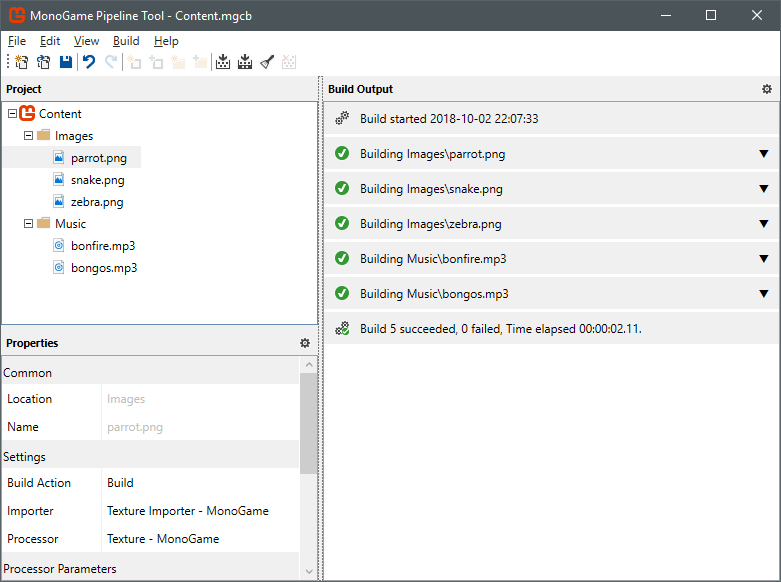 MonoGame Pipeline Tool - Content.mgcb
File Edit View Build Help
Project
Content
Images
parrot.png
snake.png
zebra.png
Music
bonfire.mp3
bongos.mp3
Properties
Common
Location Images
Name parrot.png
Settings
Build Action Build
Importer Texture Importer - MonoGame
Processor Texture - MonoGame
Processor Parameters
Build Output
Build started 2018-10-02 22:07:33
Building Images\parrot.png
Building Images\snake.png
Building Images\zebra.png
Building Music\bonfire.mp3
Building Music\bongos.mp3
Build 5 succeeded, 0 failed, Time elapsed 00:00:02.11.